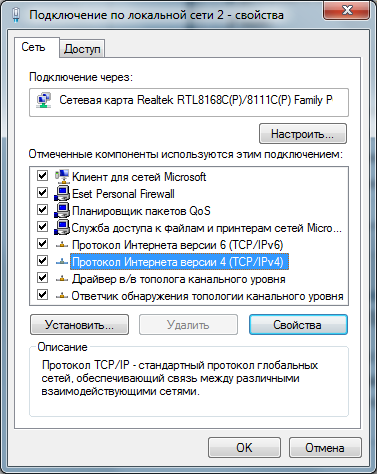 Подключение по локальной сети 2 - свойства
Сеть Доступ
Подключение через:
Сетевая карта Realtek RTL8168C(P)/8111C(P) Family P
Настроить...
Отмеченные компоненты используются этим подключением:
Клиент для сетей Microsoft
Eset Personal Firewall
Планировщик пакетов QoS
Служба доступа к файлам и принтерам сетей Micro...
Протокол Интернета версии 6 (TCP/IPv6)
Протокол Интернета версии 4 (TCP/IPv4)
Драйвер в/в тополога канального уровня
Ответчик обнаружения топологии канального уровня
Установить... Удалить Свойства
Описание
Протокол TCP/IP - стандартный протокол глобальных
сетей, обеспечивающий связь между различными
взаимодействующими сетями.
OK Отмена